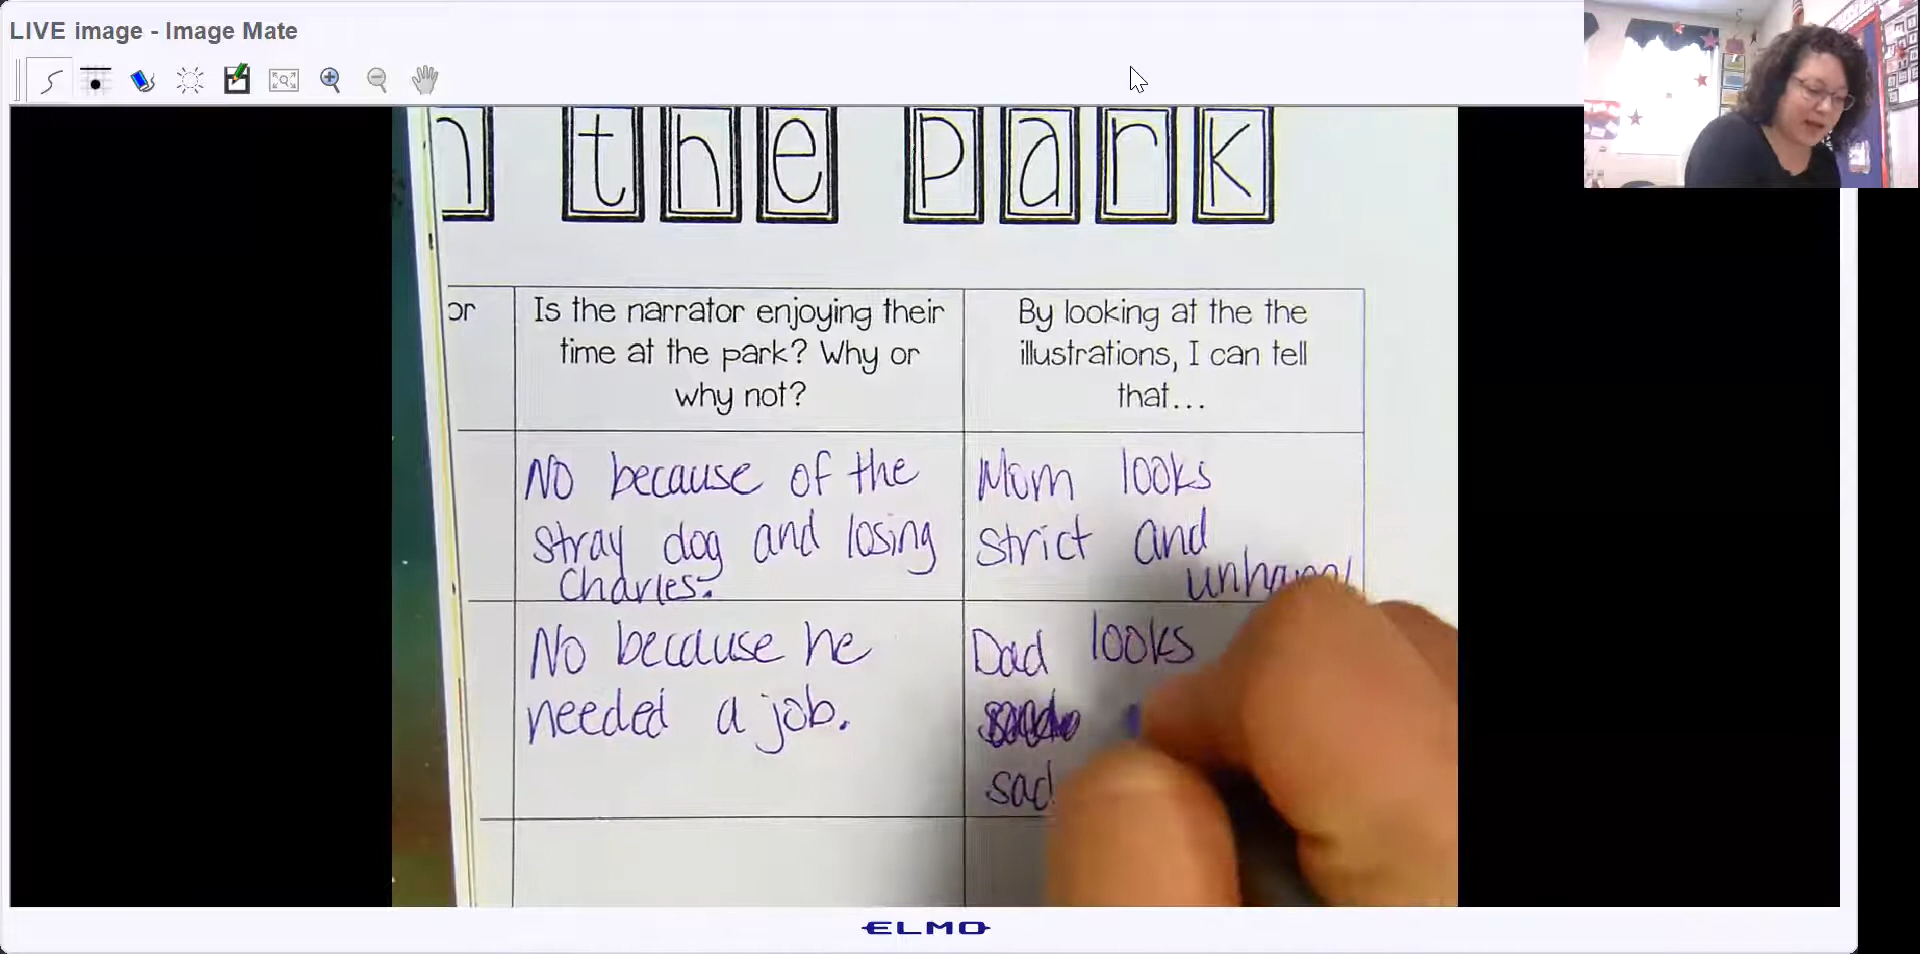 LIVE image - Image Mate
n the Park
or
Is the narrator enjoying their
time at the park? Why or
why not?
By looking at the the
illustrations, I can tell
that...
No because of the
stray dog and losing
Charles.
Mom looks
strict and
No because he
needed a job.
Dad looks
sad
ELMO